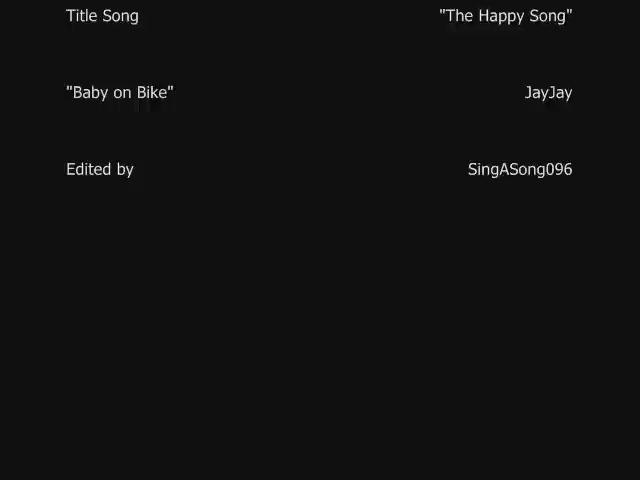 Title Song "The Happy Song"
"Baby on Bike" JayJay
Edited by SingASong096